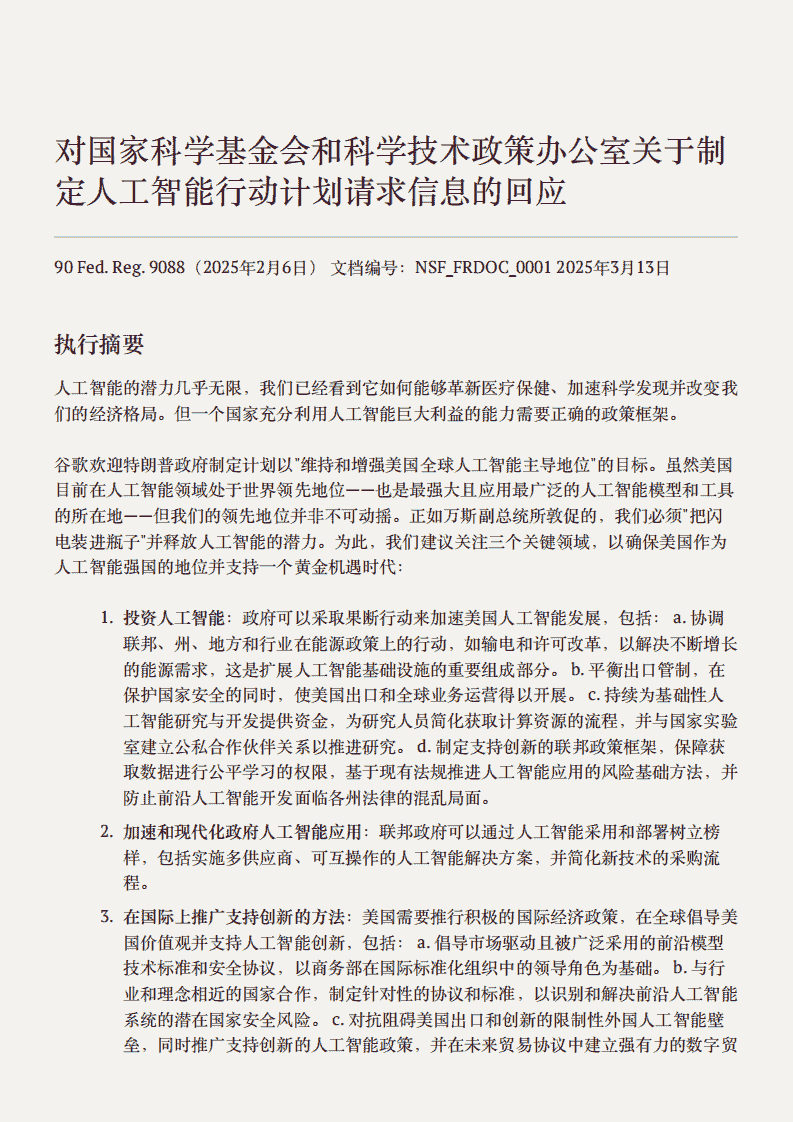 对国家科学基金会和科学技术政策办公室关于制
定人工智能行动计划请求信息的回应
90 Fed. Reg. 9088（2025年2月6日） 文档编号：NSF_FRDOC_0001 2025年3月13日
执行摘要
人工智能的潜力几乎无限，我们已经看到它如何能够革新医疗保健、加速科学发现并改变我
们的经济格局。但一个国家充分利用人工智能巨大利益的能力需要正确的政策框架。
谷歌欢迎特朗普政府制定计划以"维持和增强美国全球人工智能主导地位"的目标。虽然美国
目前在人工智能领域处于世界领先地位——也是最强大且应用最广泛的人工智能模型和工具
的所在地——但我们的领先地位并非不可动摇。正如万斯副总统所敦促的，我们必须"把闪
电装进瓶子"并释放人工智能的潜力。为此，我们建议关注三个关键领域，以确保美国作为
人工智能强国的地位并支持一个黄金机遇时代：
1. 投资人工智能：政府可以采取果断行动来加速美国人工智能发展，包括： a. 协调
联邦、州、地方和行业在能源政策上的行动，如输电和许可改革，以解决不断增长
的能源需求，这是扩展人工智能基础设施的重要组成部分。 b. 平衡出口管制，在
保护国家安全的同时，使美国出口和全球业务运营得以开展。 c. 持续为基础性人
工智能研究与开发提供资金，为研究人员简化获取计算资源的流程，并与国家实验
室建立公私合作伙伴关系以推进研究。 d. 制定支持创新的联邦政策框架，保障获
取数据进行公平学习的权限，基于现有法规推进人工智能应用的风险基础方法，并
防止前沿人工智能开发面临各州法律的混乱局面。
2. 加速和现代化政府人工智能应用：联邦政府可以通过人工智能采用和部署树立榜
样，包括实施多供应商、可互操作的人工智能解决方案，并简化新技术的采购流
程。
3. 在国际上推广支持创新的方法：美国需要推行积极的国际经济政策，在全球倡导美
国价值观并支持人工智能创新，包括： a. 倡导市场驱动且被广泛采用的前沿模型
技术标准和安全协议，以商务部在国际标准化组织中的领导角色为基础。 b. 与行
业和理念相近的国家合作，制定针对性的协议和标准，以识别和解决前沿人工智能
系统的潜在国家安全风险。 c. 对抗阻碍美国出口和创新的限制性外国人工智能壁
垒，同时推广支持创新的人工智能政策，并在未来贸易协议中建立强有力的数字贸